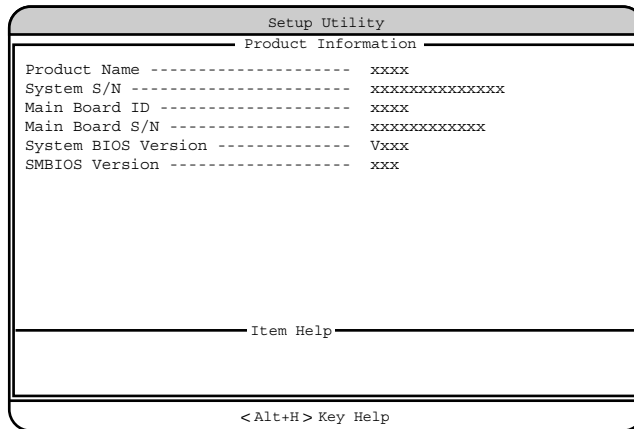 Setup Utility
Product Information
Product Name --------------------- xxxx
System S/N ----------------------- xxxxxxxxxxxxxx
Main Board ID -------------------- xxxx
Main Board S/N ------------------- xxxxxxxxxxxx
System BIOS Version -------------- Vxxx
SMBIOS Version ------------------- xxx
Item Help
<Alt+H> Key Help